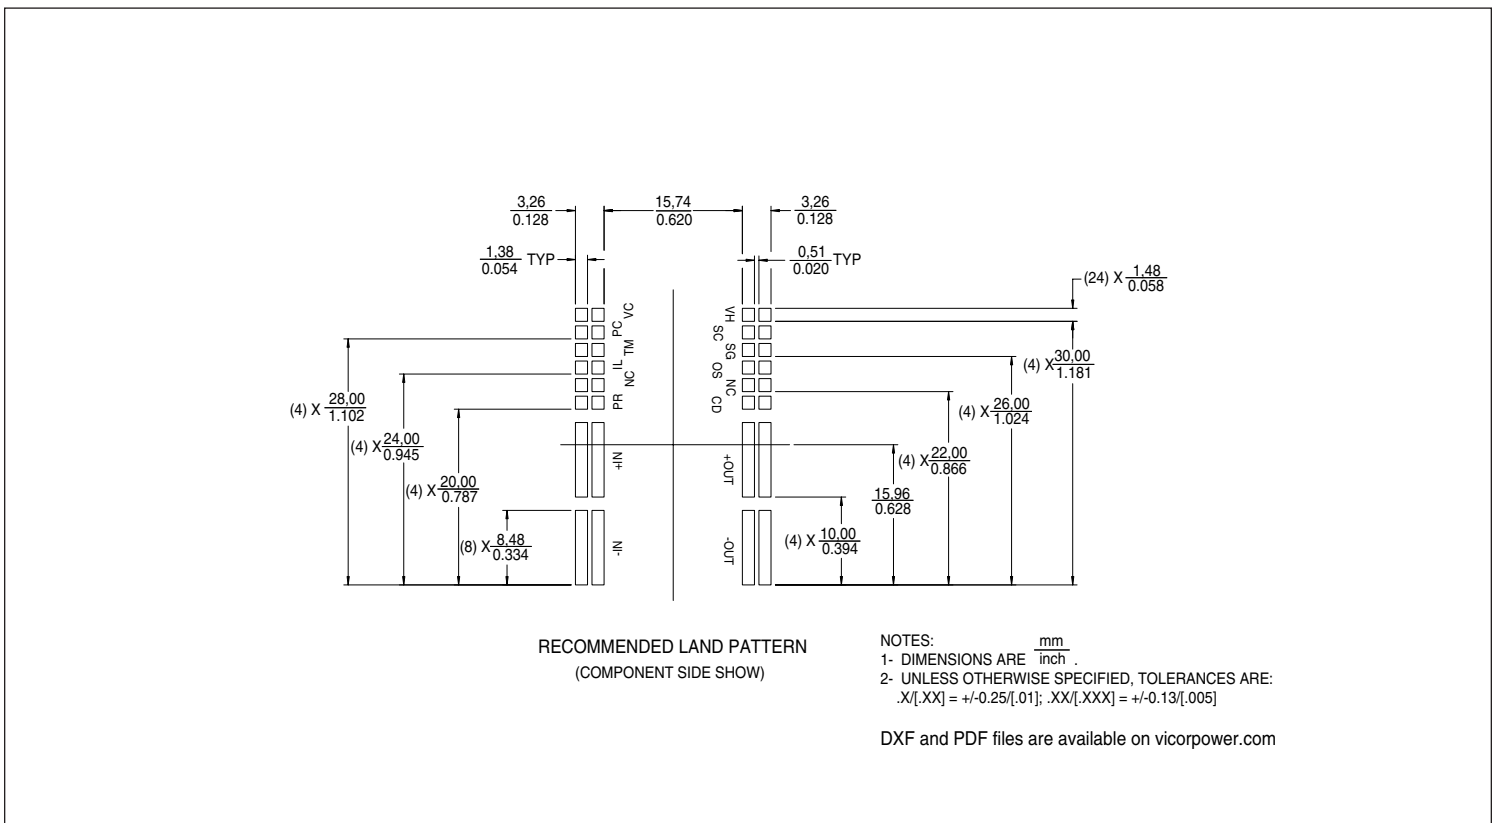 3,26
0.128
15,74
0.620
3,26
0.128
1,38
0.054
TYP
0,51
0.020
TYP
(24) X 1,48
0.058
VC
PC
TM
IL
NC
PR
+IN
-IN
VH
SC
SG
OS
NC
CD
+OUT
-OUT
(4) X 28,00
1.102
(4) X 24,00
0.945
(4) X 20,00
0.787
(8) X 8,48
0.334
(4) X 30,00
1.181
(4) X 26,00
1.024
(4) X 22,00
0.866
15,96
0.628
(4) X 10,00
0.394
RECOMMENDED LAND PATTERN
(COMPONENT SIDE SHOW)
NOTES:
1- DIMENSIONS ARE mm
inch .
2- UNLESS OTHERWISE SPECIFIED, TOLERANCES ARE:
.X/[.XX] = +/-0.25/[.01]; .XX/[.XXX] = +/-0.13/[.005]
DXF and PDF files are available on vicorpower.com